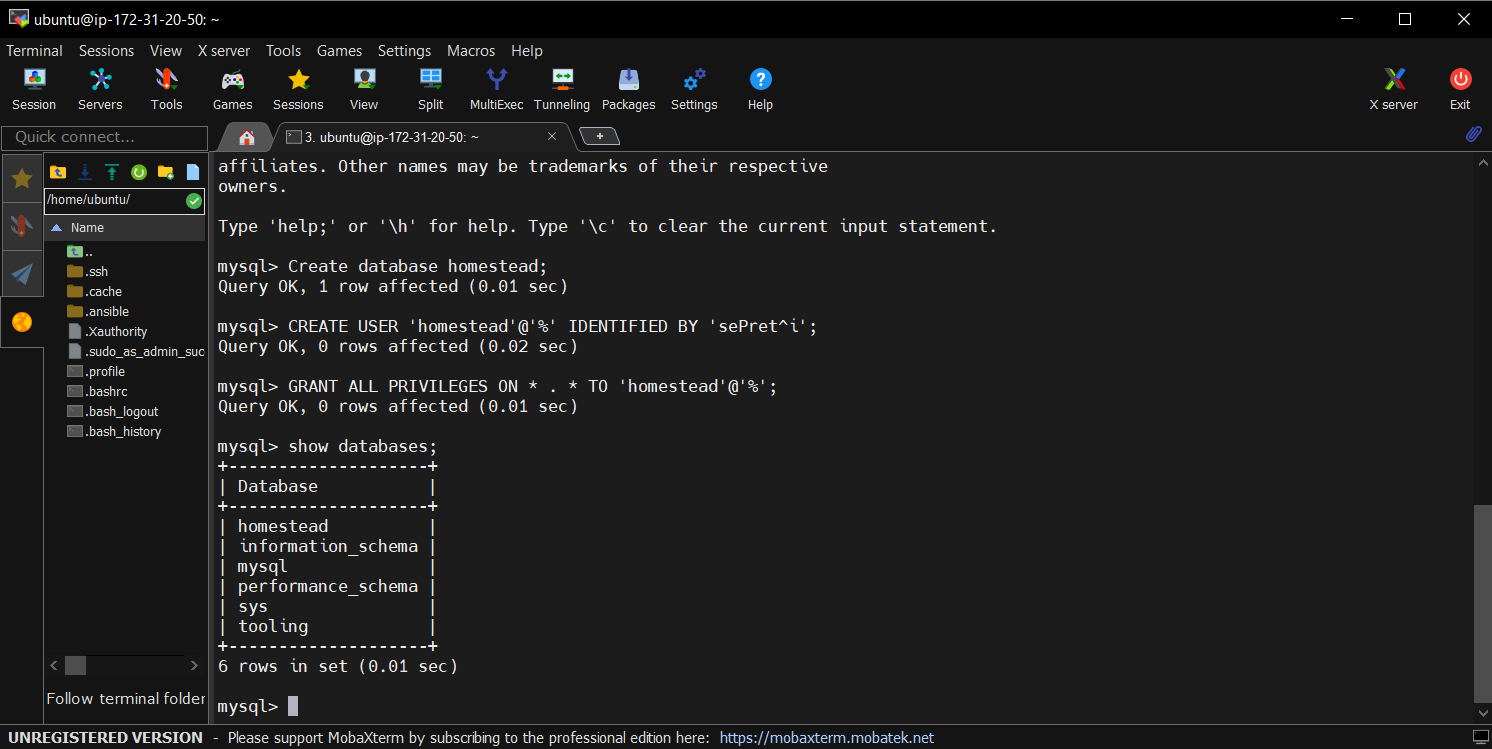 ubuntu@ip-172-31-20-50: ~
Terminal Sessions View X server Tools Games Settings Macros Help
Session Servers Tools Games Sessions View Split MultiExec Tunneling Packages Settings Help X server Exit
Quick connect...
3. ubuntu@ip-172-31-20-50: ~
/home/ubuntu/
Name
..
.ssh
.cache
.ansible
.Xauthority
.sudo_as_admin_suc
.profile
.bashrc
.bash_logout
.bash_history
Follow terminal folder
affiliates. Other names may be trademarks of their respective
owners.
Type 'help;' or '\h' for help. Type '\c' to clear the current input statement.
mysql> Create database homestead;
Query OK, 1 row affected (0.01 sec)
mysql> CREATE USER 'homestead'@'%' IDENTIFIED BY 'sePret^i';
Query OK, 0 rows affected (0.02 sec)
mysql> GRANT ALL PRIVILEGES ON * . * TO 'homestead'@'%';
Query OK, 0 rows affected (0.01 sec)
mysql> show databases;
+--------------------+
| Database           |
+--------------------+
| homestead          |
| information_schema |
| mysql              |
| performance_schema |
| sys                |
| tooling            |
+--------------------+
6 rows in set (0.01 sec)
mysql>
UNREGISTERED VERSION - Please support MobaXterm by subscribing to the professional edition here: https://mobaxterm.mobatek.net